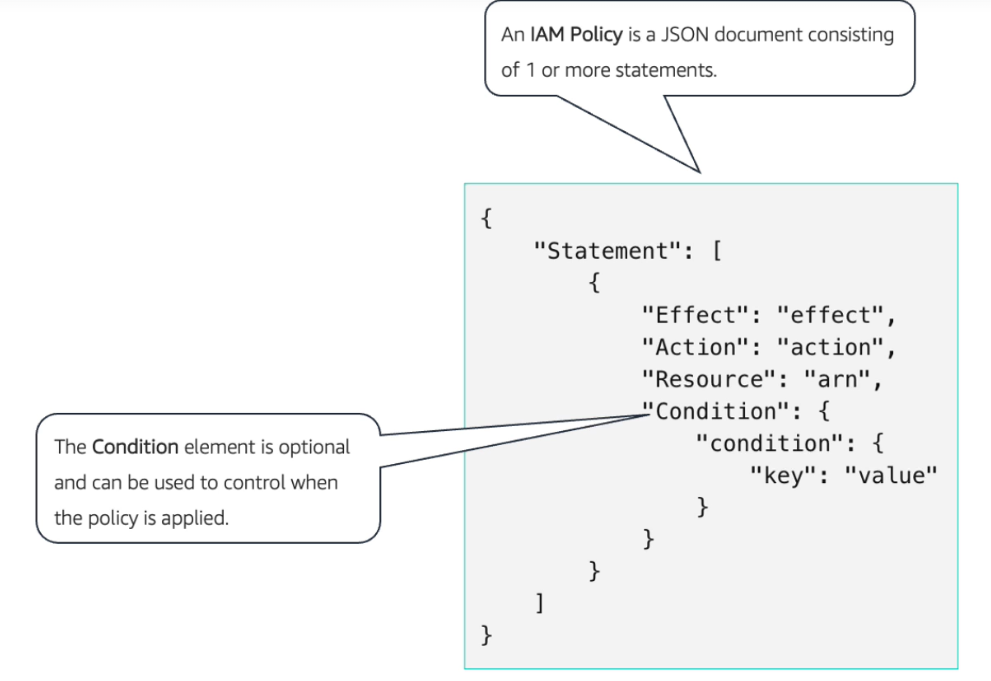 An IAM Policy is a JSON document consisting
of 1 or more statements.
{
"Statement": [
{
"Effect": "effect",
"Action": "action",
"Resource": "arn",
"Condition": {
"condition": {
"key": "value"
}
}
}
]
}
The Condition element is optional
and can be used to control when
the policy is applied.